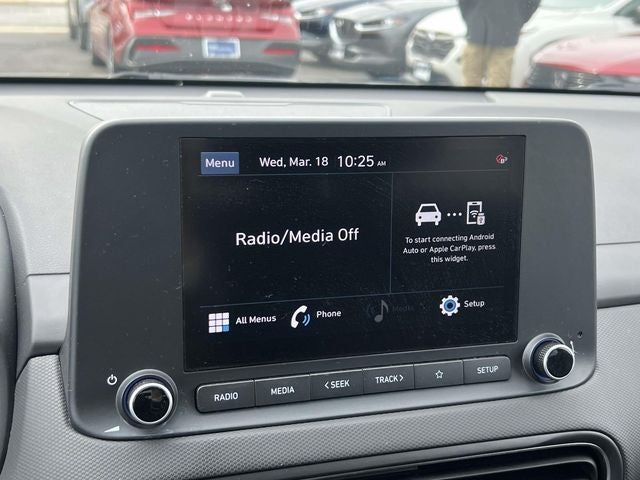 Menu Wed, Mar. 18 10:25 AM
Radio/Media Off
To start connecting Android
Auto or Apple CarPlay, press
this widget.
All Menus Phone Media Setup
RADIO MEDIA < SEEK TRACK > SETUP